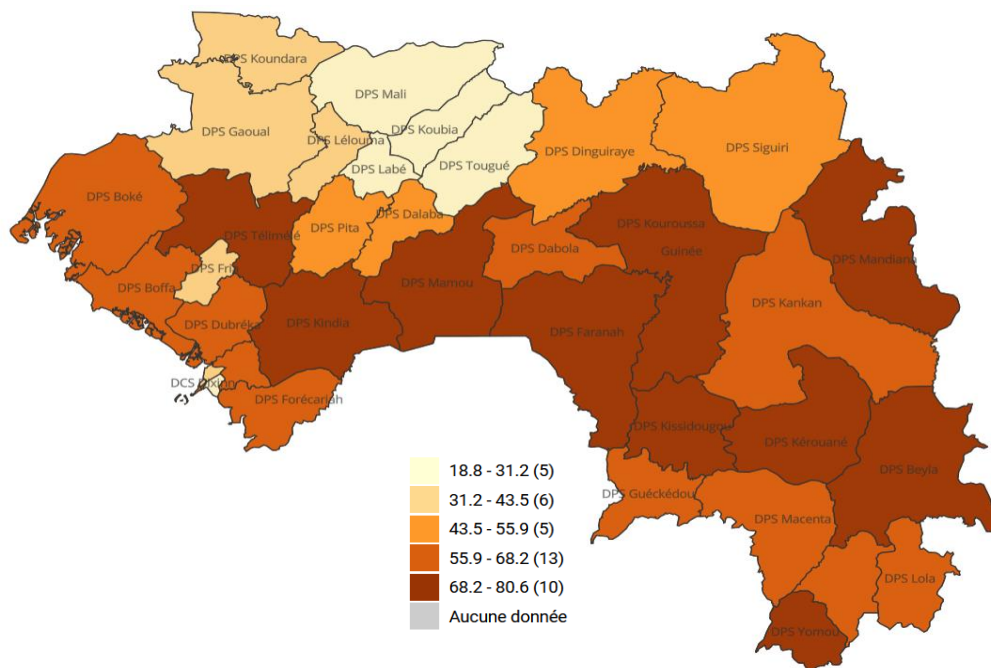 DPS Koundara
DPS Mali
DPS Gaoual
DPS Koubia
DPS Lélouma
DPS Labé
DPS Tougué
DPS Dinguiraye
DPS Siguiri
DPS Boké
DPS Télimélé
DPS Pita
DPS Dalaba
DPS Dabola
DPS Kouroussa
Guinée
DPS Mandiana
DPS Fri
DPS Boffa
DPS Mamou
DPS Kankan
DPS Dubréka
DPS Kindia
DPS Faranah
DCS Dixinn
DPS Forécariah
DPS Kissidougou
DPS Kérouané
DPS Beyla
DPS Guéckédou
DPS Macenta
DPS Lola
DPS Yomou
18.8 - 31.2 (5)
31.2 - 43.5 (6)
43.5 - 55.9 (5)
55.9 - 68.2 (13)
68.2 - 80.6 (10)
Aucune donnée